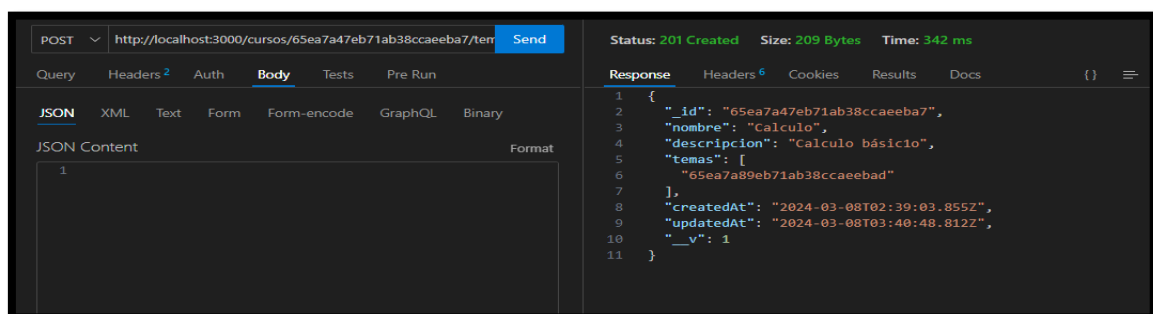 POST http://localhost:3000/cursos/65ea7a47eb71ab38ccaeeba7/tem Send
Query Headers 2 Auth Body Tests Pre Run
JSON XML Text Form Form-encode GraphQL Binary
JSON Content Format
1
Status: 201 Created Size: 209 Bytes Time: 342 ms
Response Headers 6 Cookies Results Docs {}
1 {
2 "_id": "65ea7a47eb71ab38ccaeeba7",
3 "nombre": "Calculo",
4 "descripcion": "Calculo básic1o",
5 "temas": [
6 "65ea7a89eb71ab38ccaeebad"
7 ],
8 "createdAt": "2024-03-08T02:39:03.855Z",
9 "updatedAt": "2024-03-08T03:40:48.812Z",
10 "__v": 1
11 }